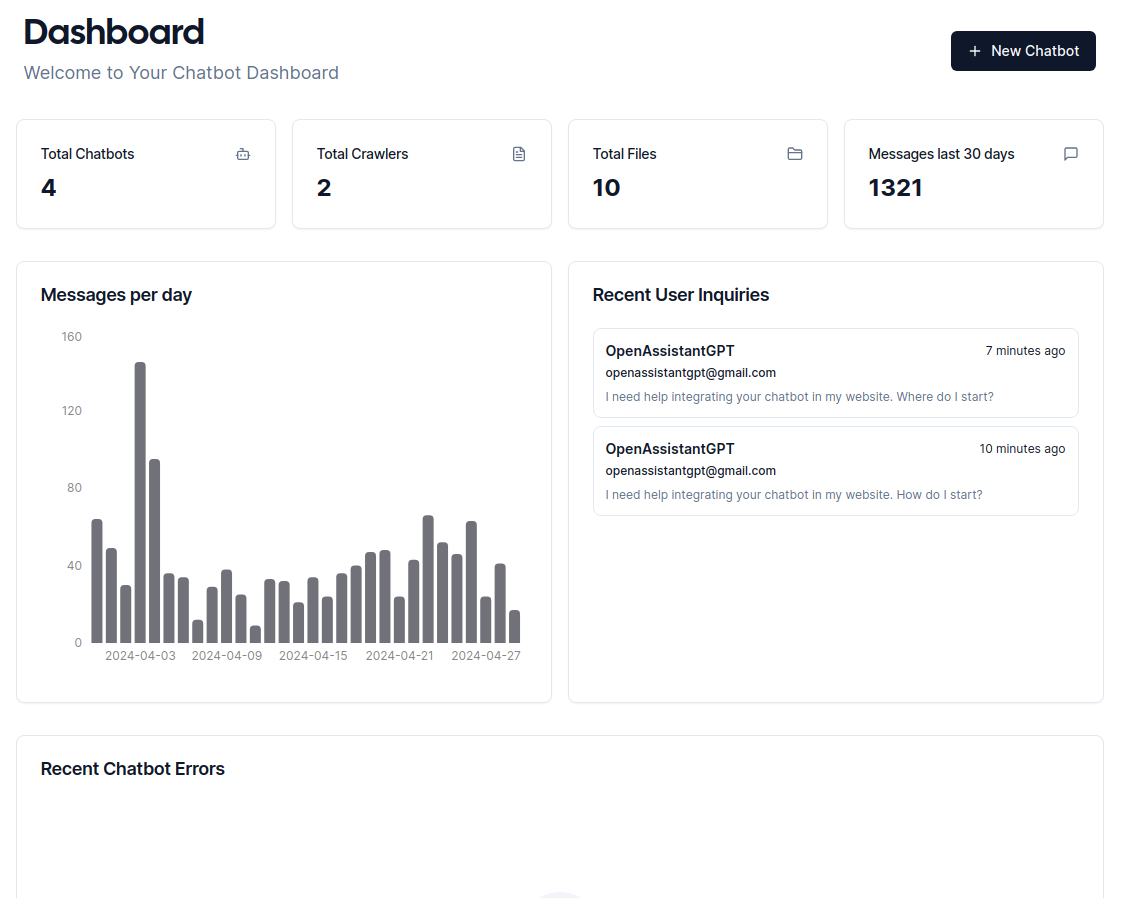 Dashboard
Welcome to Your Chatbot Dashboard
New Chatbot
Total Chatbots
4
Total Crawlers
2
Total Files
10
Messages last 30 days
1321
Messages per day
160
120
80
40
0
2024-04-03 2024-04-09 2024-04-15 2024-04-21 2024-04-27
Recent User Inquiries
OpenAssistantGPT 7 minutes ago
openassistantgpt@gmail.com
I need help integrating your chatbot in my website. Where do I start?
OpenAssistantGPT 10 minutes ago
openassistantgpt@gmail.com
I need help integrating your chatbot in my website. How do I start?
Recent Chatbot Errors